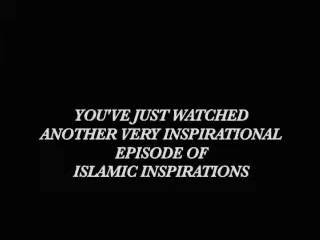 YOU'VE JUST WATCHED
ANOTHER VERY INSPIRATIONAL
EPISODE OF
ISLAMIC INSPIRATIONS